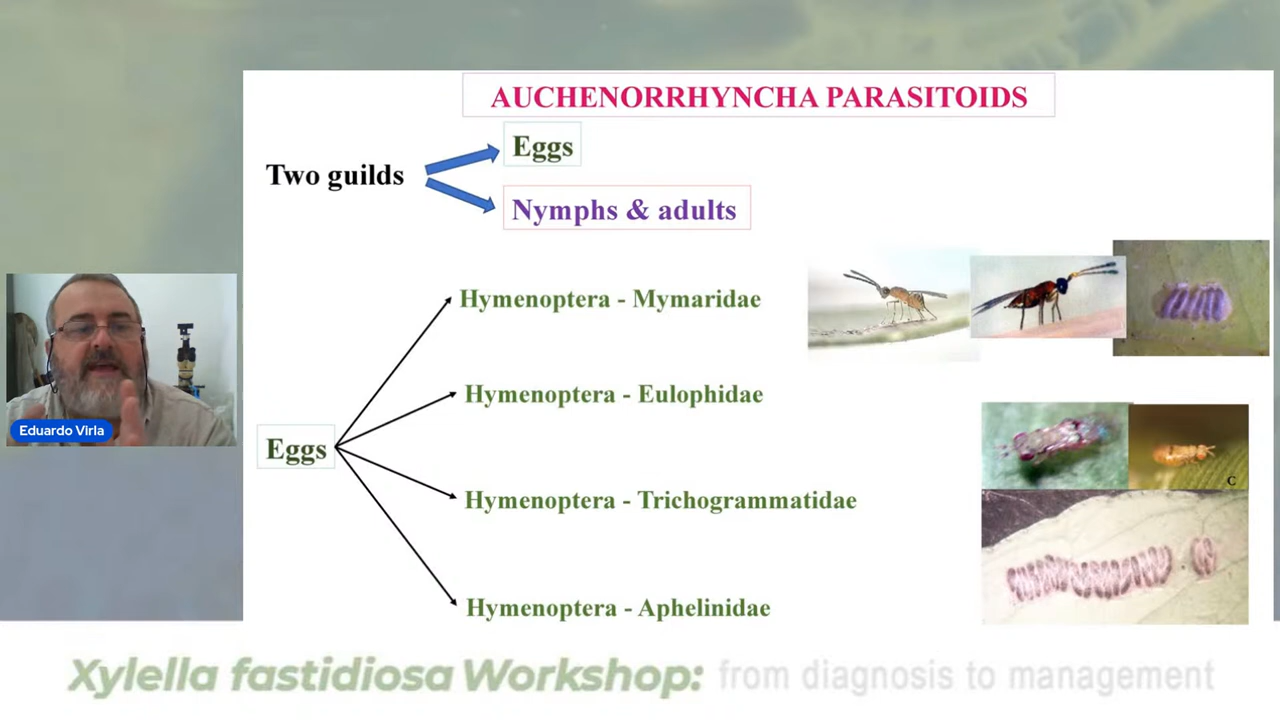 AUCHENORRHYNCHA PARASITOIDS
Two guilds
Eggs
Nymphs & adults
Eggs
Hymenoptera - Mymaridae
Hymenoptera - Eulophidae
Hymenoptera - Trichogrammatidae
Hymenoptera - Aphelinidae
C
Eduardo Virla
Xylella fastidiosa Workshop: from diagnosis to management